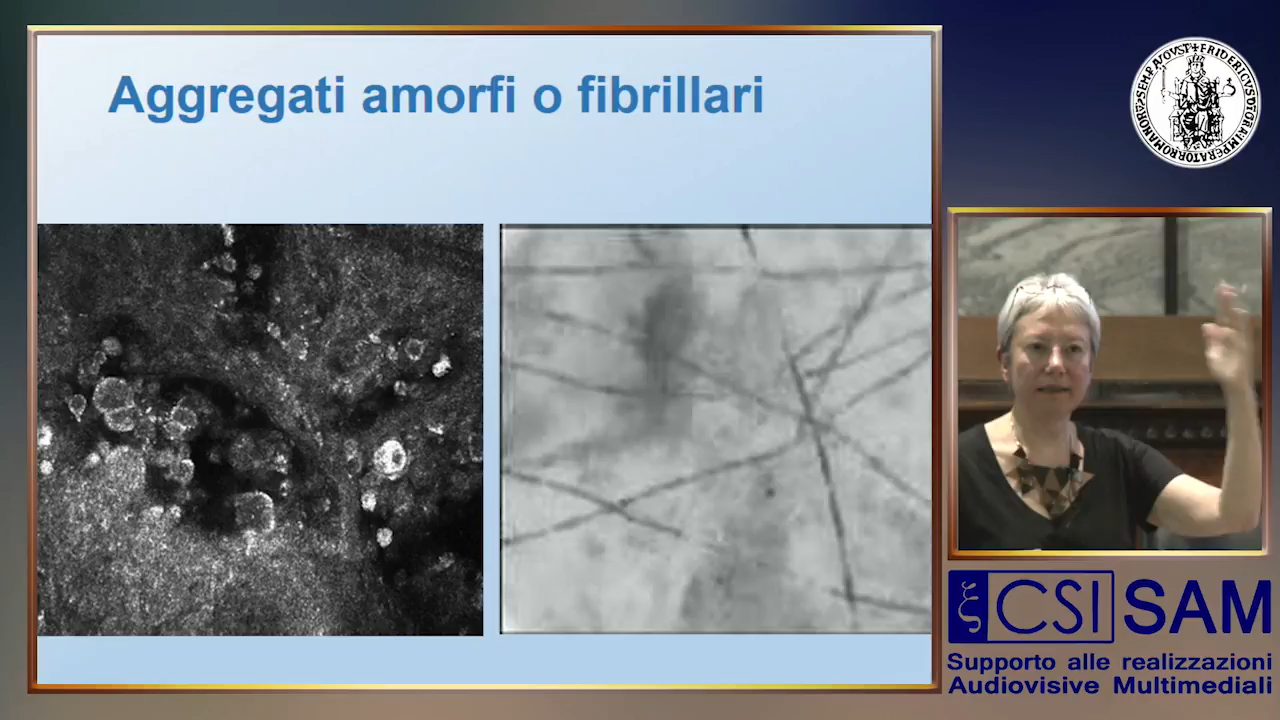 Aggregati amorfi o fibrillari
CSI SAM
Supporto alle realizzazioni
Audiovisive Multimediali